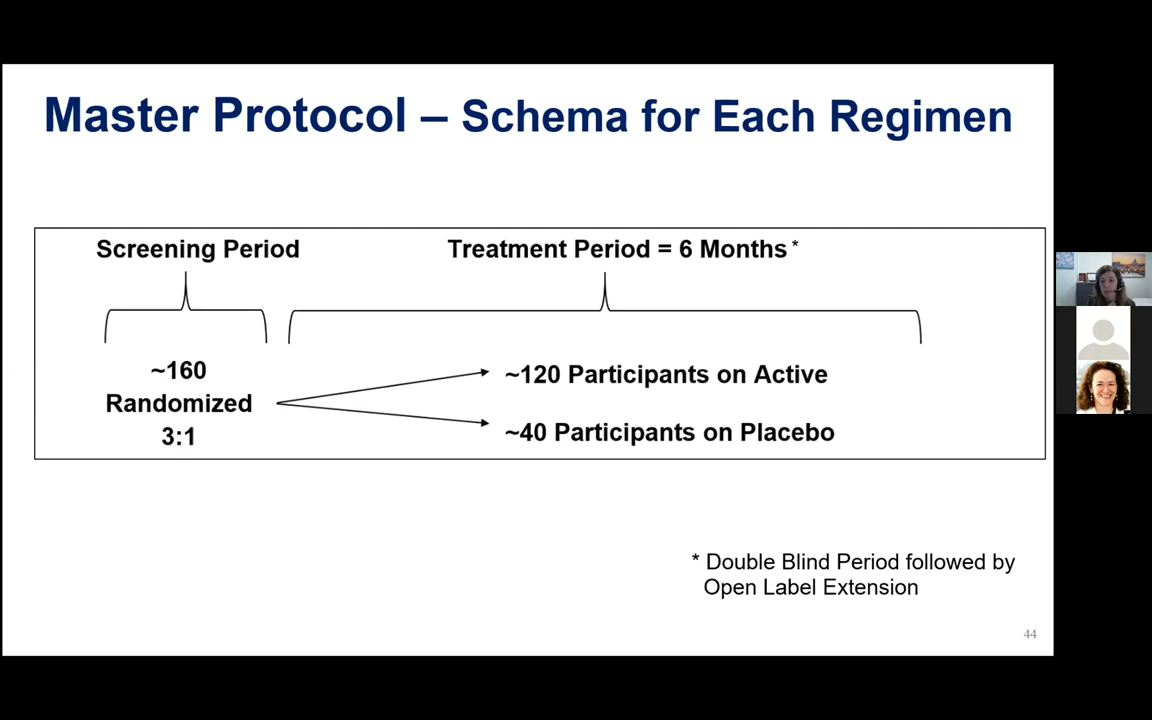 Master Protocol – Schema for Each Regimen
Screening Period
Treatment Period = 6 Months*
~160
Randomized
3:1
~120 Participants on Active
~40 Participants on Placebo
* Double Blind Period followed by
Open Label Extension
44